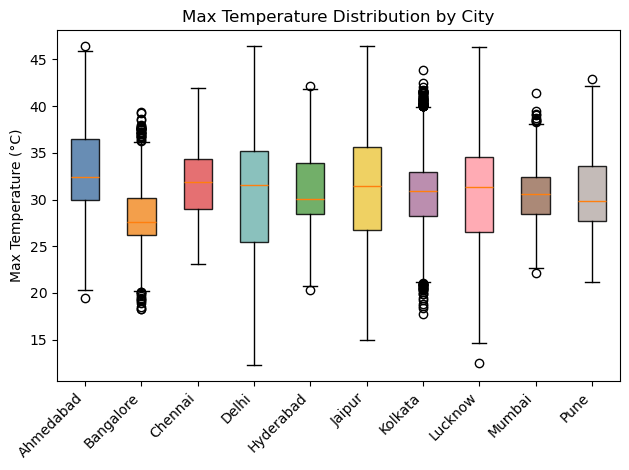 Max Temperature Distribution by City
Max Temperature (°C)
45
40
35
30
25
20
15
Ahmedabad
Bangalore
Chennai
Delhi
Hyderabad
Jaipur
Kolkata
Lucknow
Mumbai
Pune